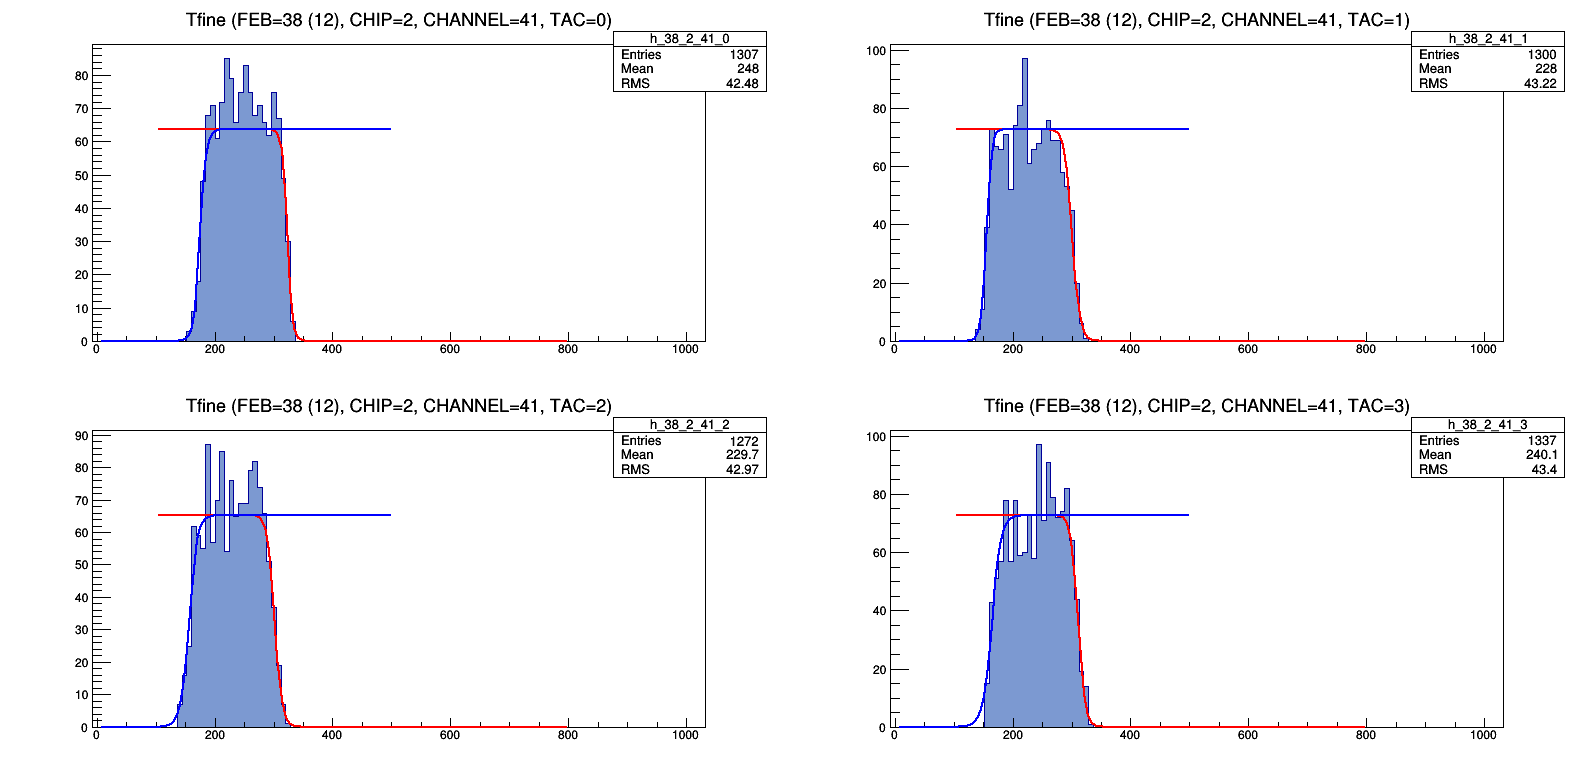 Tfine (FEB=38 (12), CHIP=2, CHANNEL=41, TAC=0)
h_38_2_41_0
Entries 1307
Mean 248
RMS 42.48
80
70
60
50
40
30
20
10
0
0 200 400 600 800 1000
Tfine (FEB=38 (12), CHIP=2, CHANNEL=41, TAC=1)
h_38_2_41_1
Entries 1300
Mean 228
RMS 43.22
100
80
60
40
20
0
0 200 400 600 800 1000
Tfine (FEB=38 (12), CHIP=2, CHANNEL=41, TAC=2)
h_38_2_41_2
Entries 1272
Mean 229.7
RMS 42.97
90
80
70
60
50
40
30
20
10
0
0 200 400 600 800 1000
Tfine (FEB=38 (12), CHIP=2, CHANNEL=41, TAC=3)
h_38_2_41_3
Entries 1337
Mean 240.1
RMS 43.4
100
80
60
40
20
0
0 200 400 600 800 1000